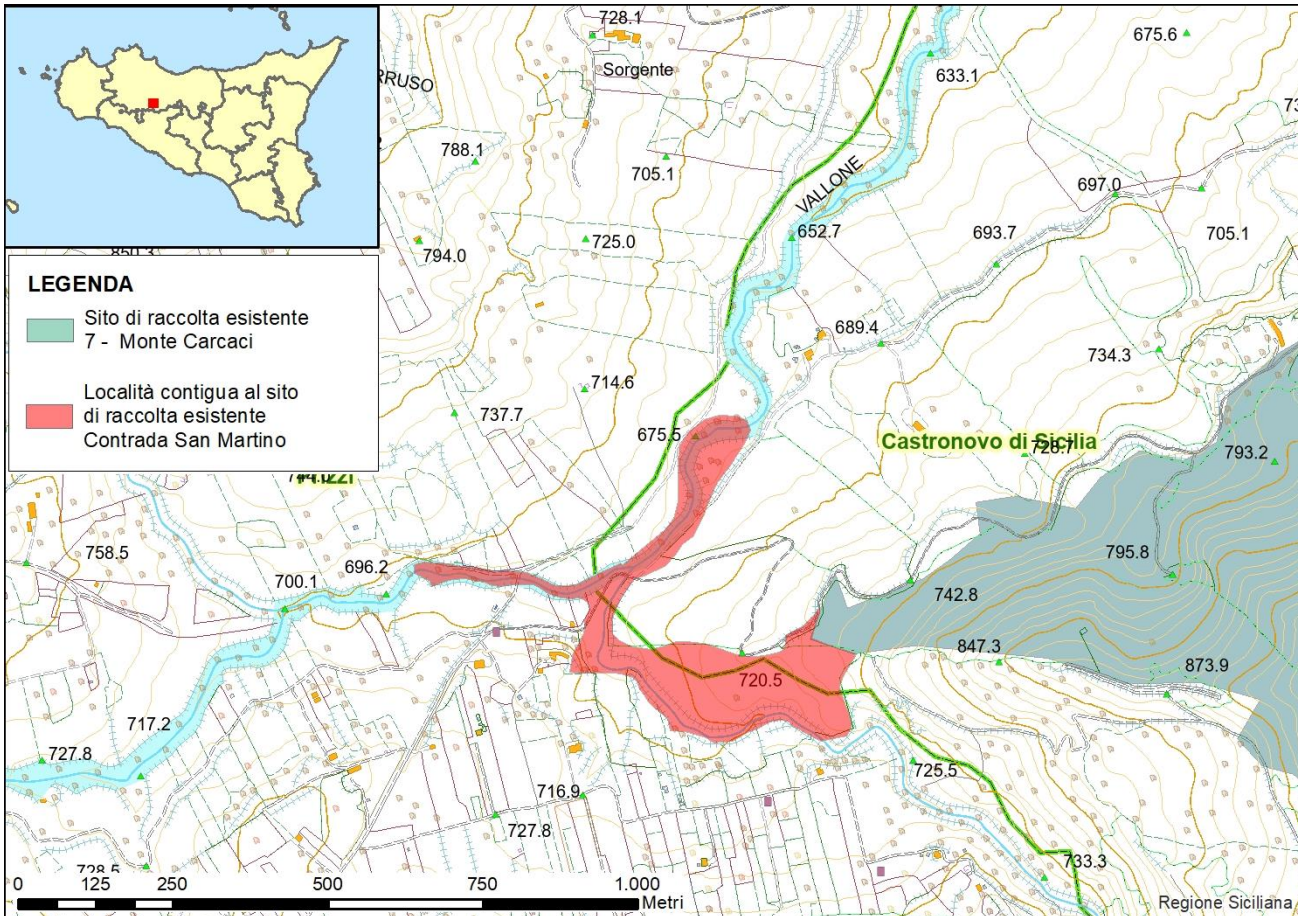 728.1
675.6
RRUSO
Sorgente
633.1
788.1
705.1
VALLONE
697.0
794.0
725.0
652.7
693.7
705.1
850.3
LEGENDA
Sito di raccolta esistente
7 - Monte Carcaci
Località contigua al sito
di raccolta esistente
Contrada San Martino
689.4
734.3
714.6
737.7
675.5
Castronovo di Sicilia
728.7
793.2
758.5
700.1
696.2
795.8
742.8
847.3
720.5
873.9
717.2
727.8
725.5
716.9
727.8
728.5
733.3
0 125 250 500 750 1.000
Metri
Regione Siciliana